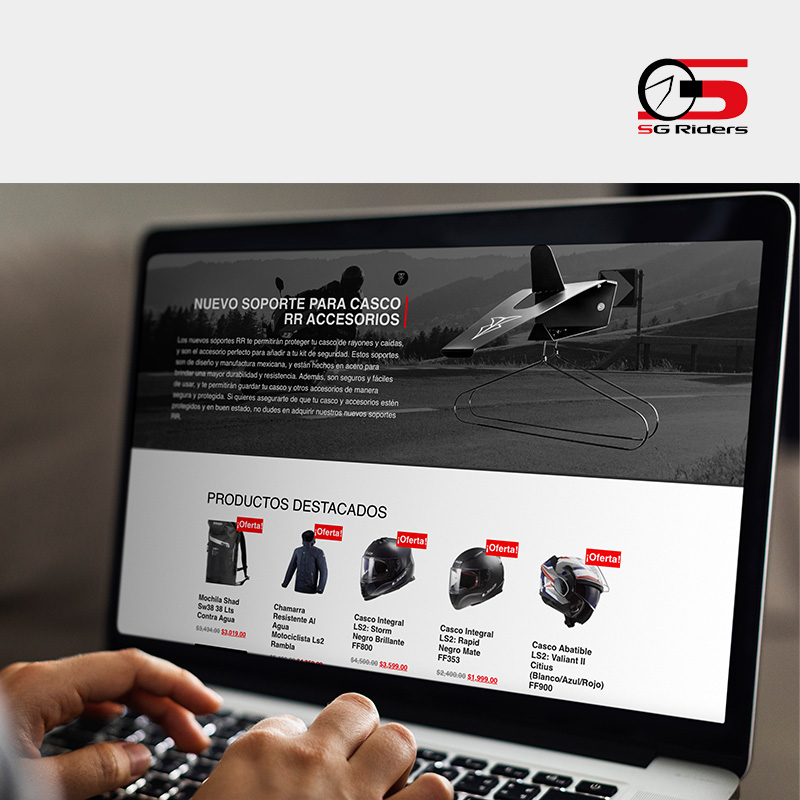 SG Riders
NUEVO SOPORTE PARA CASCO
RR ACCESORIOS
Los nuevos soportes RR te permitirán proteger tu casco de rayones y caídas,
y son el accesorio perfecto para añadir a tu kit de seguridad. Estos soportes
son de diseño y manufactura mexicana, y están hechos en acero para
brindar una mayor durabilidad y resistencia. Además, son seguros y fáciles
de usar, y te permitirán guardar tu casco y otros accesorios de manera
segura y protegida. Si quieres asegurarte de que tu casco y accesorios estén
protegidos y en buen estado, no dudes en adquirir nuestros nuevos soportes
RR.
PRODUCTOS DESTACADOS
¡Oferta!
Mochila Shad
Sw38 38 Lts
Contra Agua
$3,434.00 $3,019.00
¡Oferta!
Chamarra
Resistente Al
Agua
Motociclista Ls2
Rambla
¡Oferta!
Casco Integral
LS2: Storm
Negro Brillante
FF800
$4,500.00 $3,599.00
¡Oferta!
Casco Integral
LS2: Rapid
Negro Mate
FF353
$2,400.00 $1,999.00
¡Oferta!
Casco Abatible
LS2: Valiant II
Citius
(Blanco/Azul/Rojo)
FF900